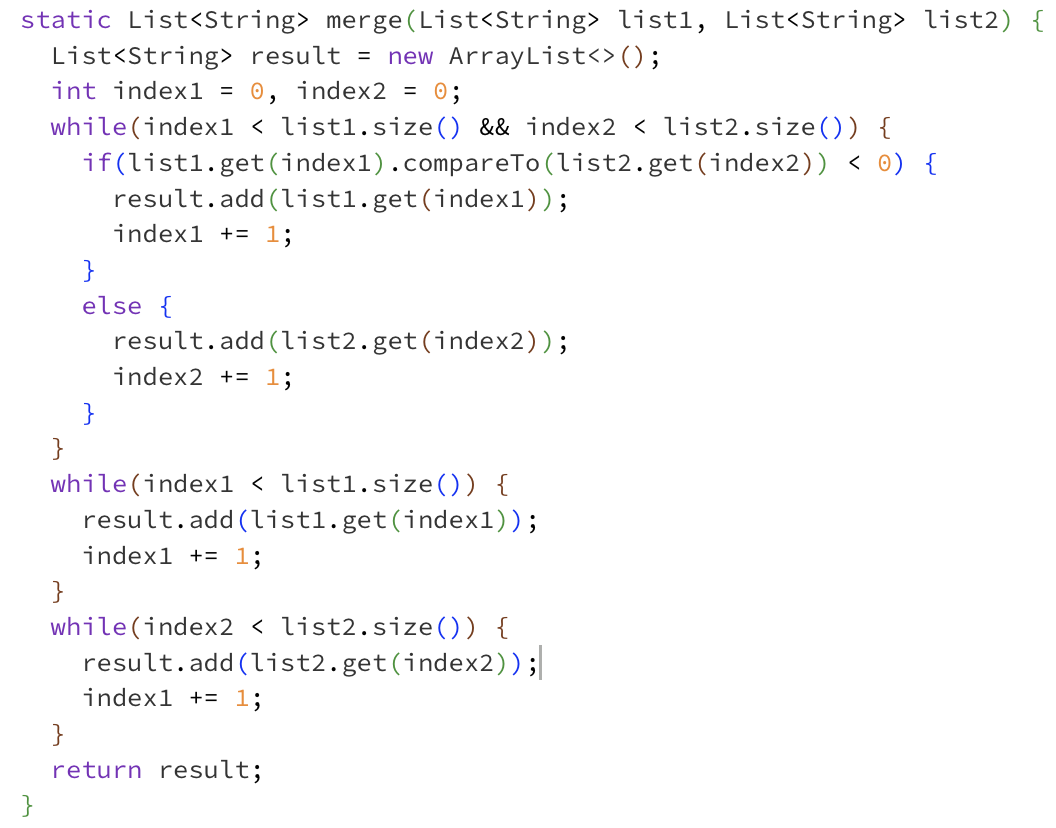 static List<String> merge(List<String> list1, List<String> list2) {
  List<String> result = new ArrayList<>();
  int index1 = 0, index2 = 0;
  while(index1 < list1.size() && index2 < list2.size()) {
    if(list1.get(index1).compareTo(list2.get(index2)) < 0) {
      result.add(list1.get(index1));
      index1 += 1;
    }
    else {
      result.add(list2.get(index2));
      index2 += 1;
    }
  }
  while(index1 < list1.size()) {
    result.add(list1.get(index1));
    index1 += 1;
  }
  while(index2 < list2.size()) {
    result.add(list2.get(index2));
    index1 += 1;
  }
  return result;
}